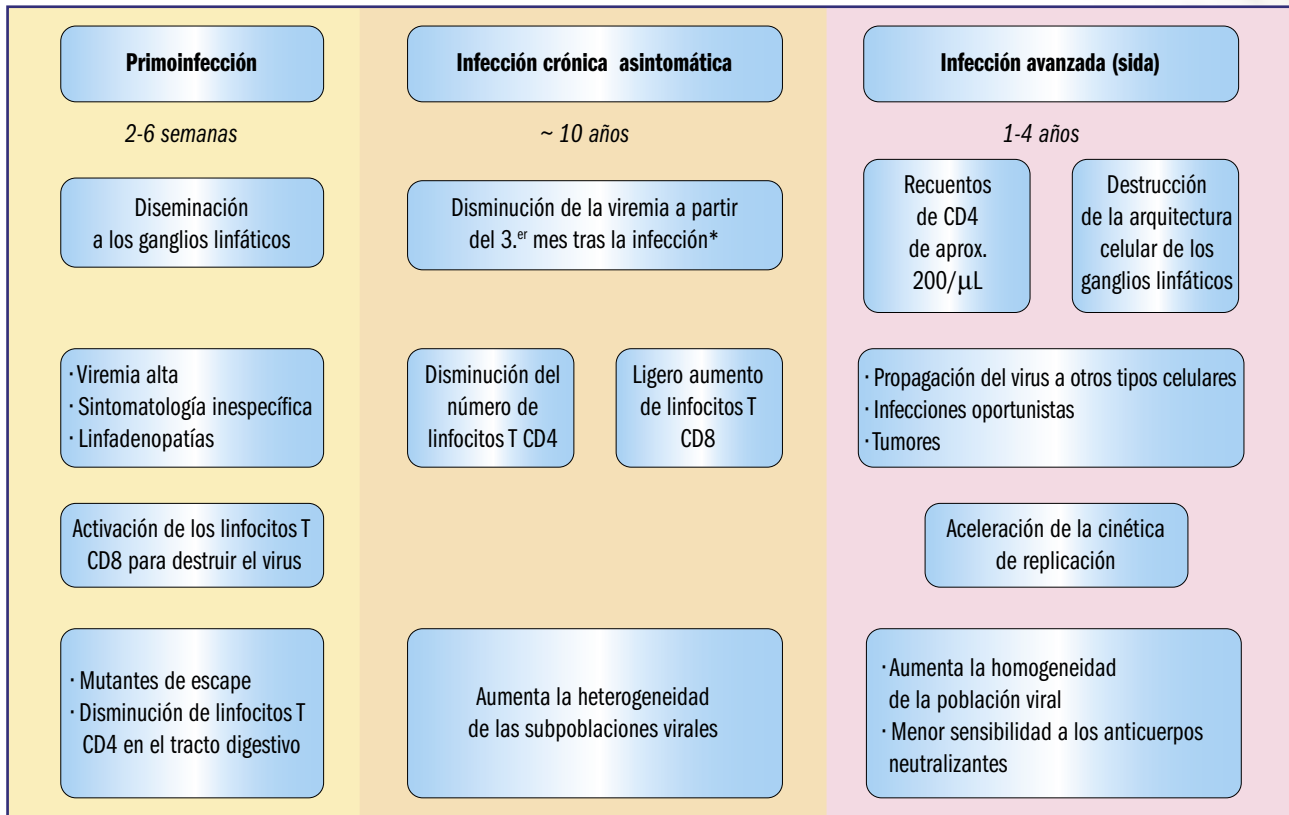 Primoinfección
2-6 semanas
Diseminación
a los ganglios linfáticos
· Viremia alta
· Sintomatología inespecífica
· Linfadenopatías
Activación de los linfocitos T
CD8 para destruir el virus
· Mutantes de escape
· Disminución de linfocitos T
CD4 en el tracto digestivo
Infección crónica asintomática
~ 10 años
Disminución de la viremia a partir
del 3.er mes tras la infección*
Disminución del
número de
linfocitos T CD4
Ligero aumento
de linfocitos T
CD8
Aumenta la heterogeneidad
de las subpoblaciones virales
Infección avanzada (sida)
1-4 años
Recuentos
de CD4
de aprox.
200/μL
Destrucción
de la arquitectura
celular de los
ganglios linfáticos
· Propagación del virus a otros tipos celulares
· Infecciones oportunistas
· Tumores
Aceleración de la cinética
de replicación
· Aumenta la homogeneidad
de la población viral
· Menor sensibilidad a los anticuerpos
neutralizantes